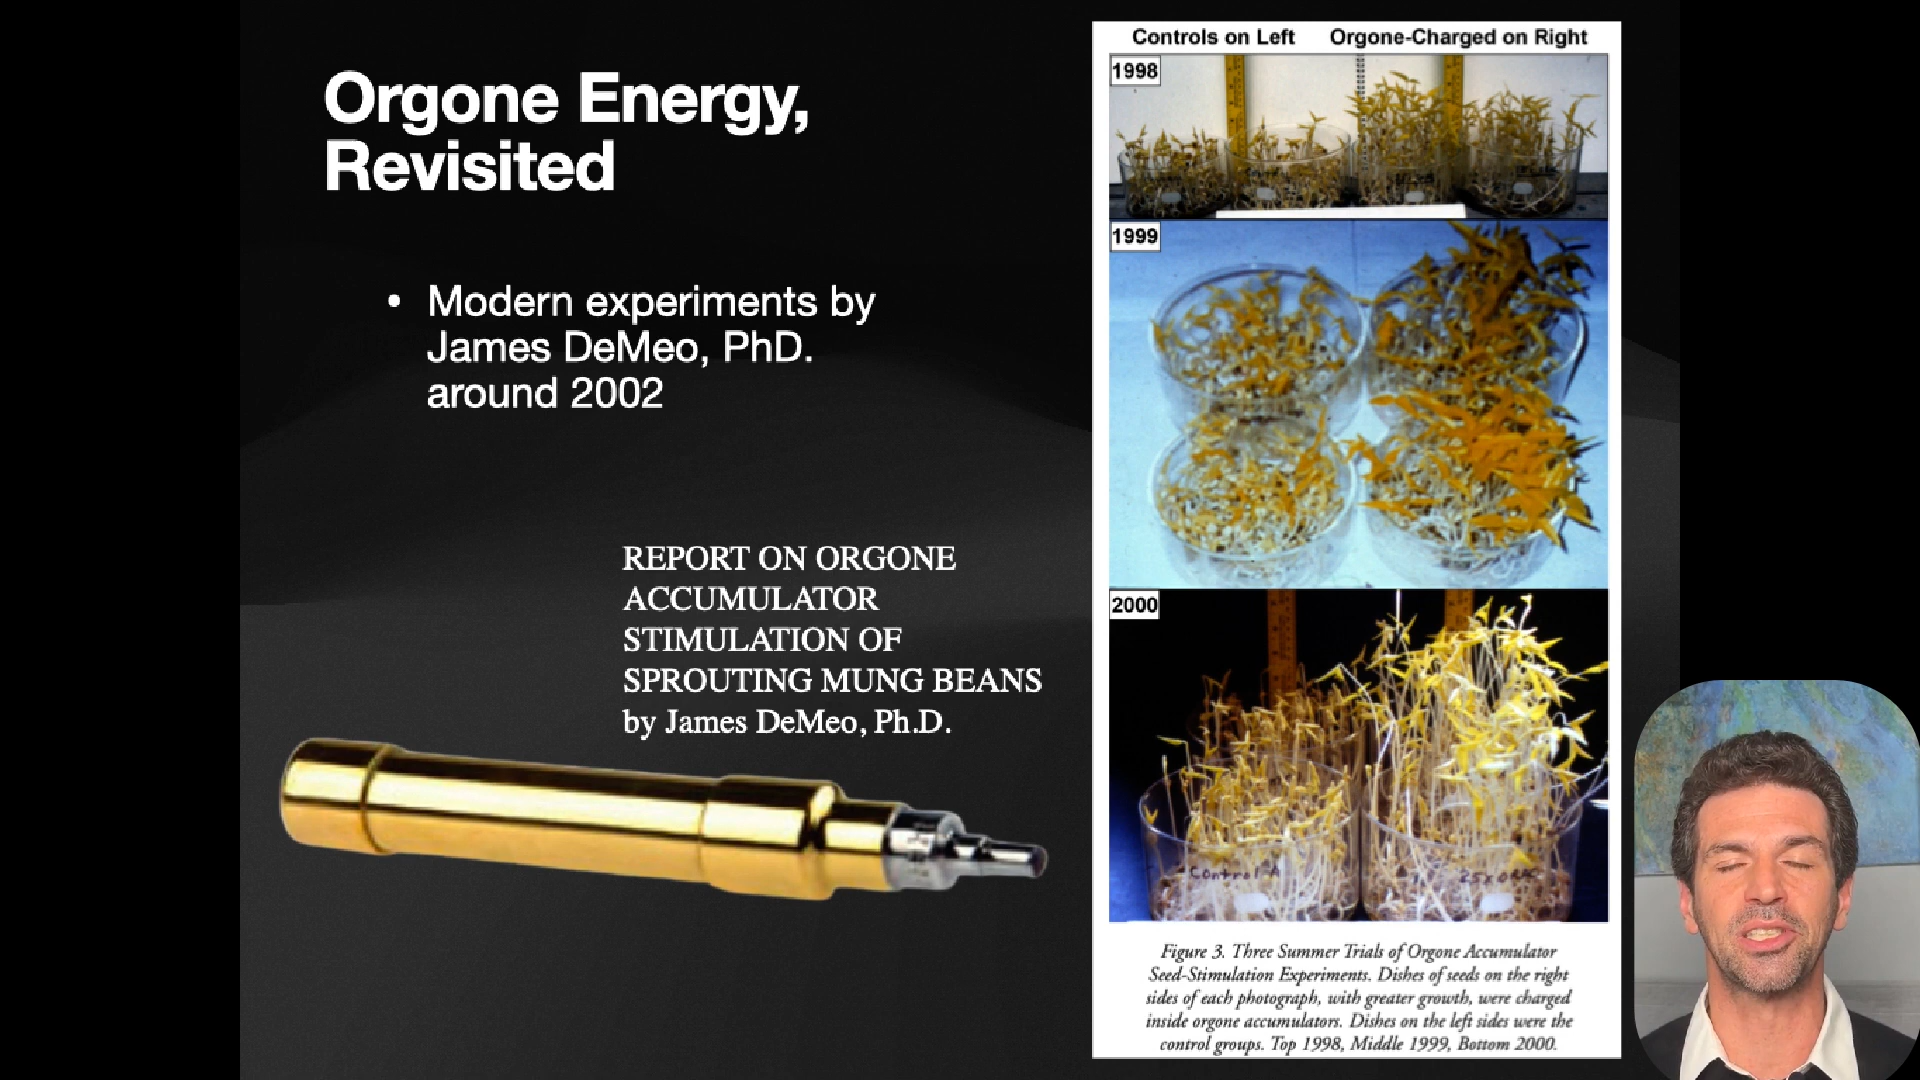 Orgone Energy,
Revisited
• Modern experiments by
James DeMeo, PhD.
around 2002
REPORT ON ORGONE
ACCUMULATOR
STIMULATION OF
SPROUTING MUNG BEANS
by James DeMeo, Ph.D.
Controls on Left Orgone-Charged on Right
1998
1999
2000
Control A
Figure 3. Three Summer Trials of Orgone Accumulator
Seed-Stimulation Experiments. Dishes of seeds on the right
sides of each photograph, with greater growth, were charged
inside orgone accumulators. Dishes on the left sides were the
control groups. Top 1998, Middle 1999, Bottom 2000.